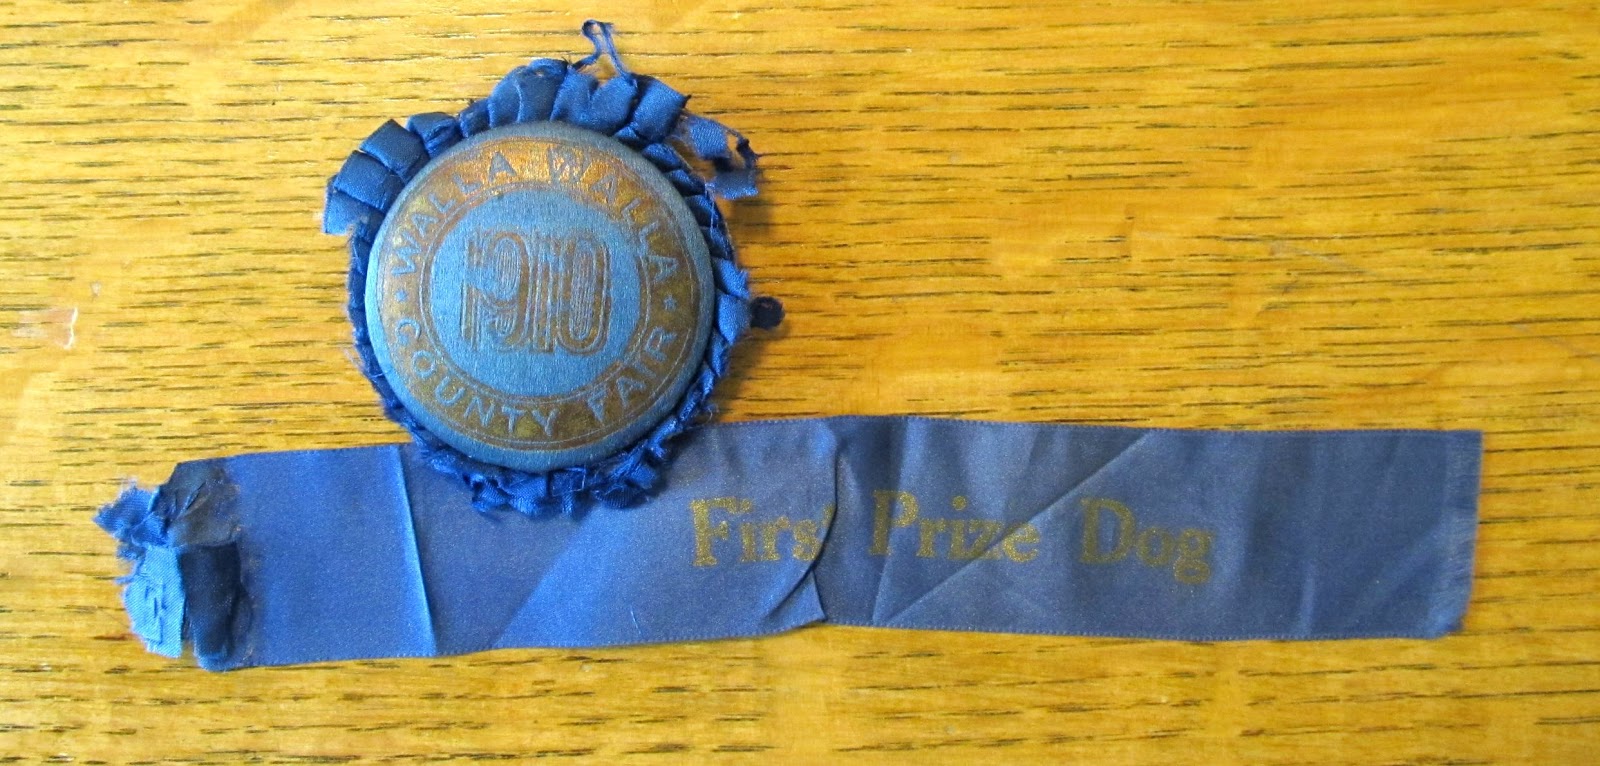 WALLA WALLA
1910
COUNTY FAIR
First Prize Dog